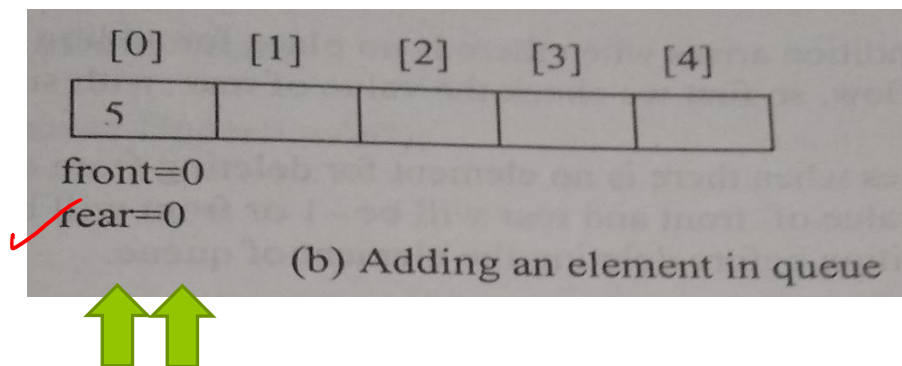 [0] [1] [2] [3] [4]
5
front=0
rear=0
(b) Adding an element in queue